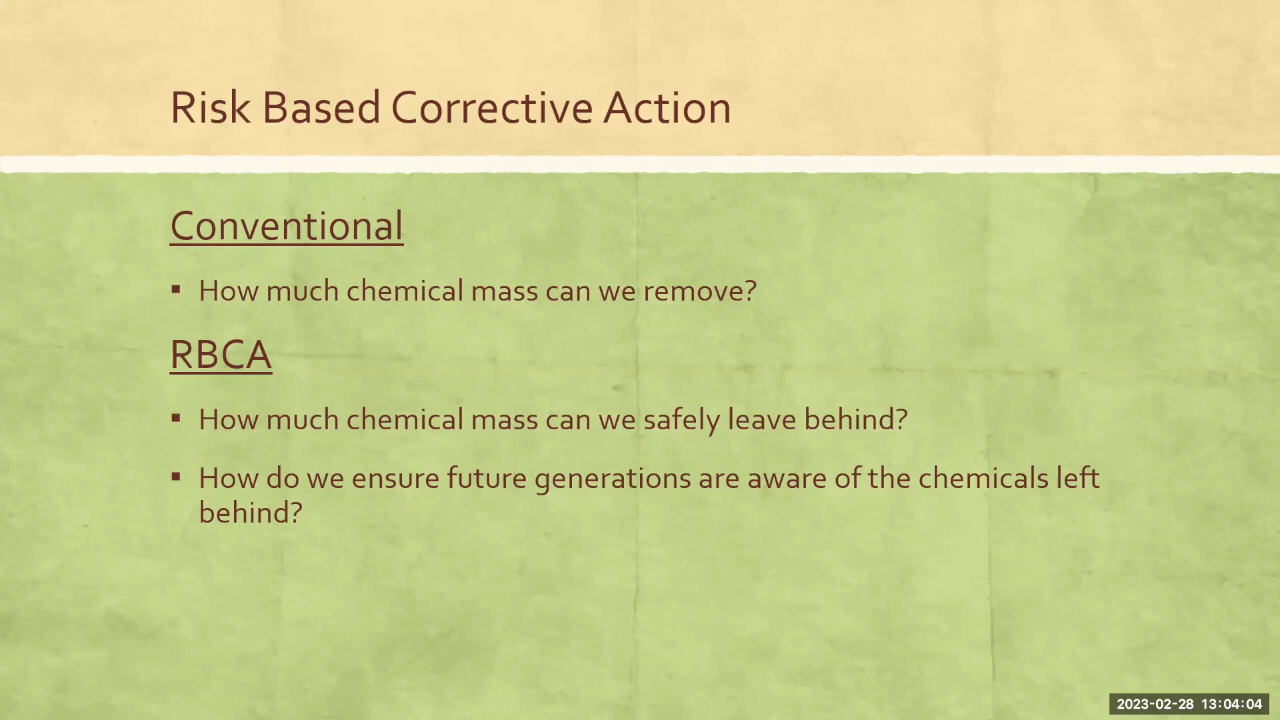 Risk Based Corrective Action
Conventional
▪ How much chemical mass can we remove?
RBCA
▪ How much chemical mass can we safely leave behind?
▪ How do we ensure future generations are aware of the chemicals left
behind?
2023-02-28 13:04:04